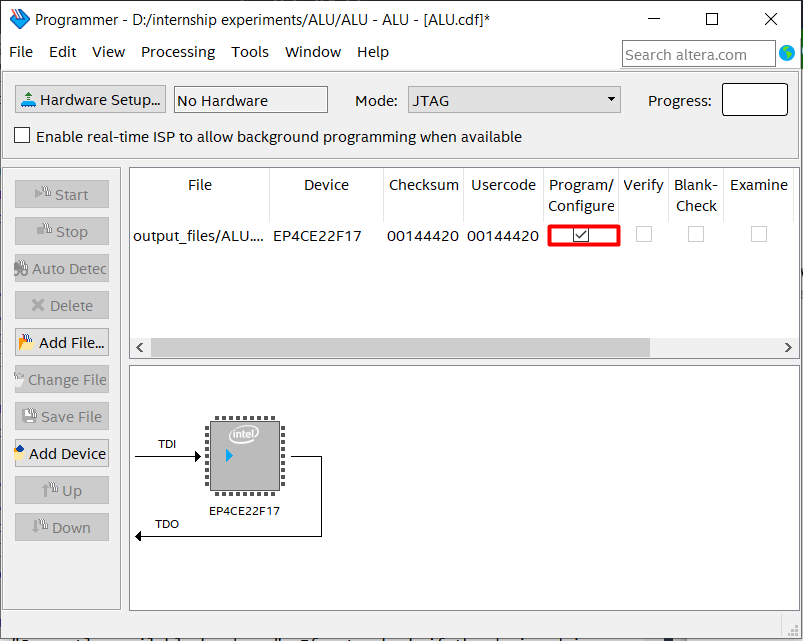 Programmer - D:/internship experiments/ALU/ALU - ALU - [ALU.cdf]*
File Edit View Processing Tools Window Help
Search altera.com
Hardware Setup... No Hardware Mode: JTAG Progress:
Enable real-time ISP to allow background programming when available
Start
Stop
Auto Detec
Delete
Add File...
Change File
Save File
Add Device
Up
Down
File Device Checksum Usercode Program/ Verify Blank- Examine
Configure Check
output_files/ALU.... EP4CE22F17 00144420 00144420
intel
TDI
EP4CE22F17
TDO